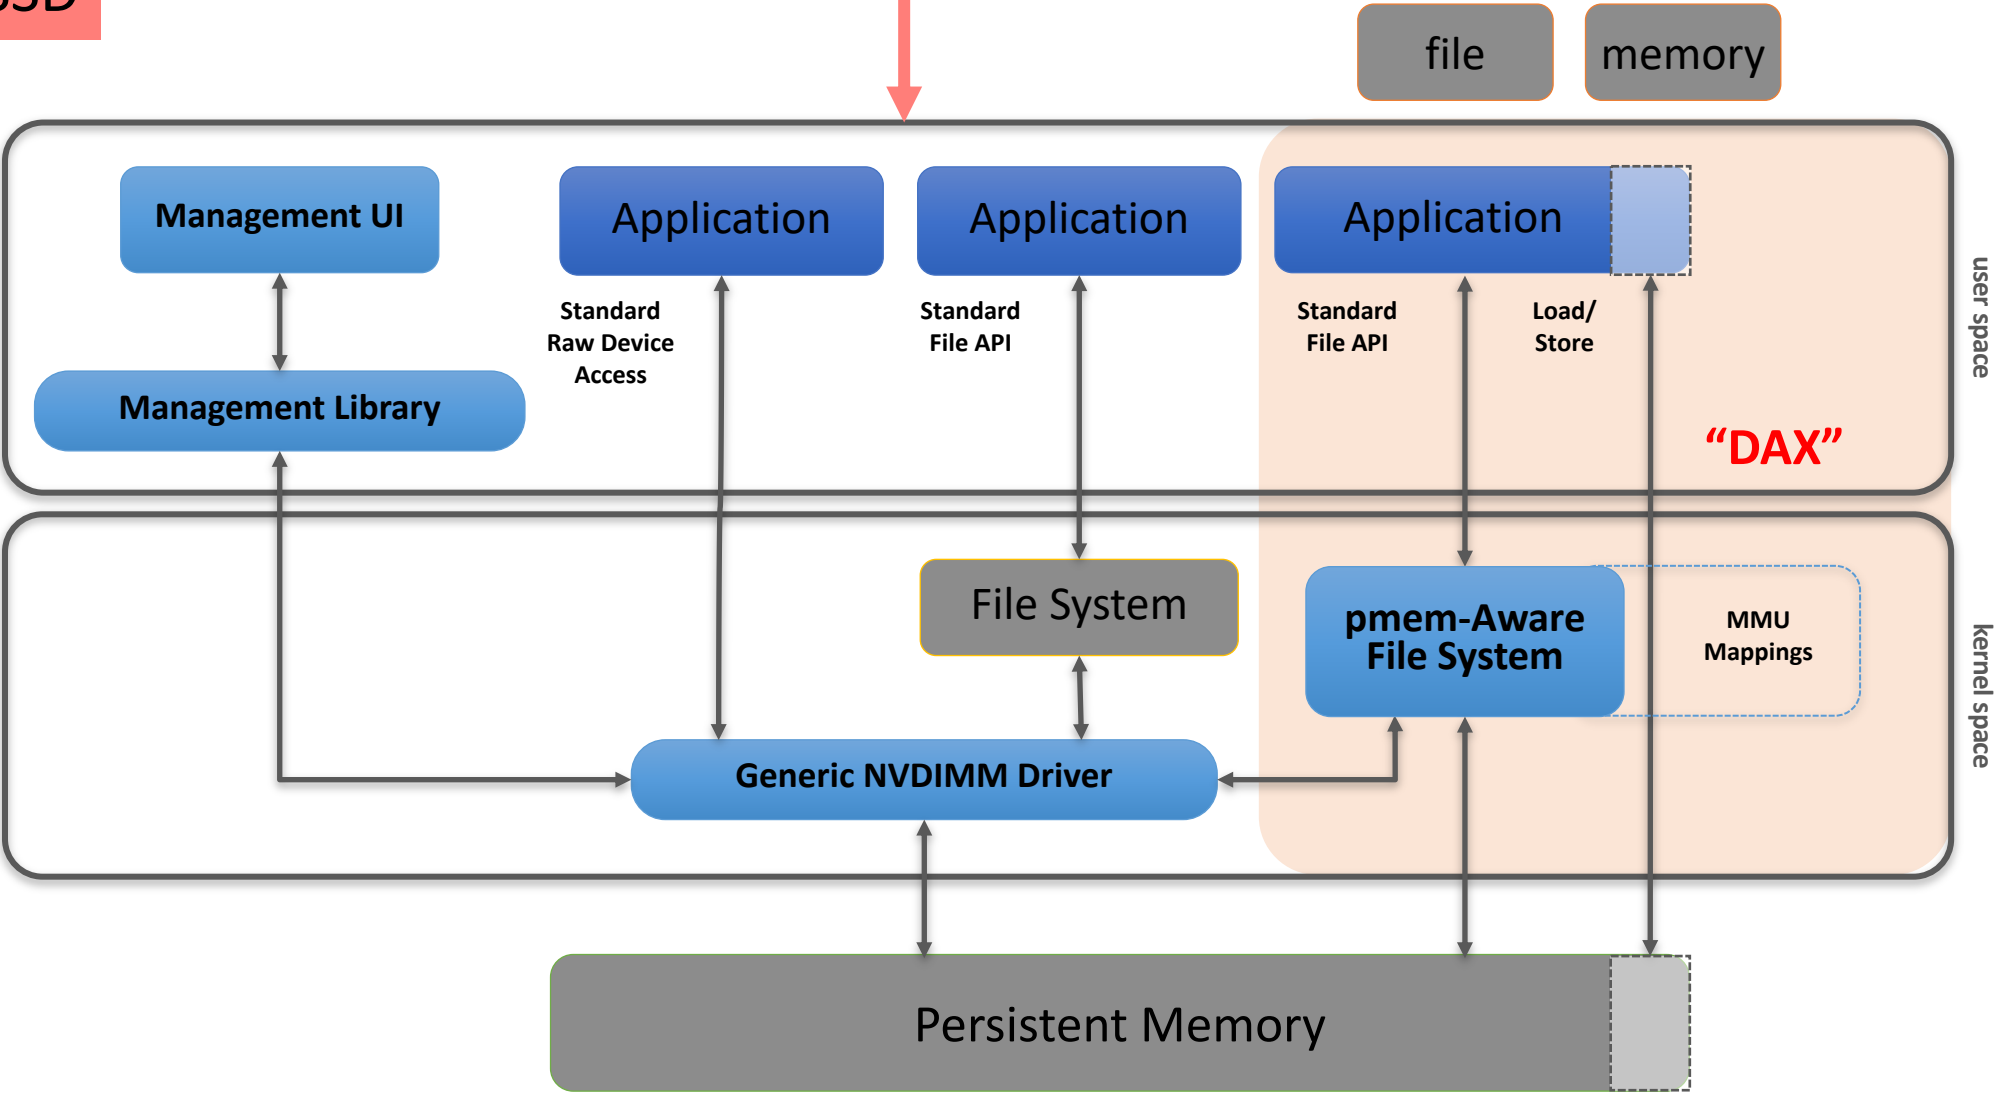 SSD
file
memory
Management UI
Application
Application
Application
Standard
Raw Device
Access
Standard
File API
Standard
File API
Load/
Store
user space
Management Library
“DAX”
File System
pmem-Aware
File System
MMU
Mappings
kernel space
Generic NVDIMM Driver
Persistent Memory